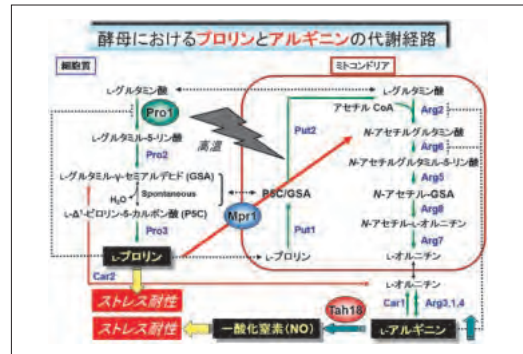 酵母におけるプロリンとアルギニンの代謝経路
細胞質
ミトコンドリア
L-グルタミン酸
Pro1
L-グルタミル-5-リン酸
Pro2
L-グルタミル-γ-セミアルデヒド (GSA)
H₂O
Spontaneous
L-Δ¹-ピロリン-5-カルボン酸 (P5C)
Pro3
L-プロリン
Car2
ストレス耐性
高温
Mpr1
Put2
P5C/GSA
Put1
L-プロリン
L-グルタミン酸
アセチル CoA
Arg2
N-アセチルグルタミン酸
Arg6
N-アセチルグルタミル-5-リン酸
Arg5
N-アセチル-GSA
Arg8
N-アセチル-L-オルニチン
Arg7
L-オルニチン
L-オルニチン
Car1
Arg3,1,4
ストレス耐性
一酸化窒素(NO)
Tah18
L-アルギニン